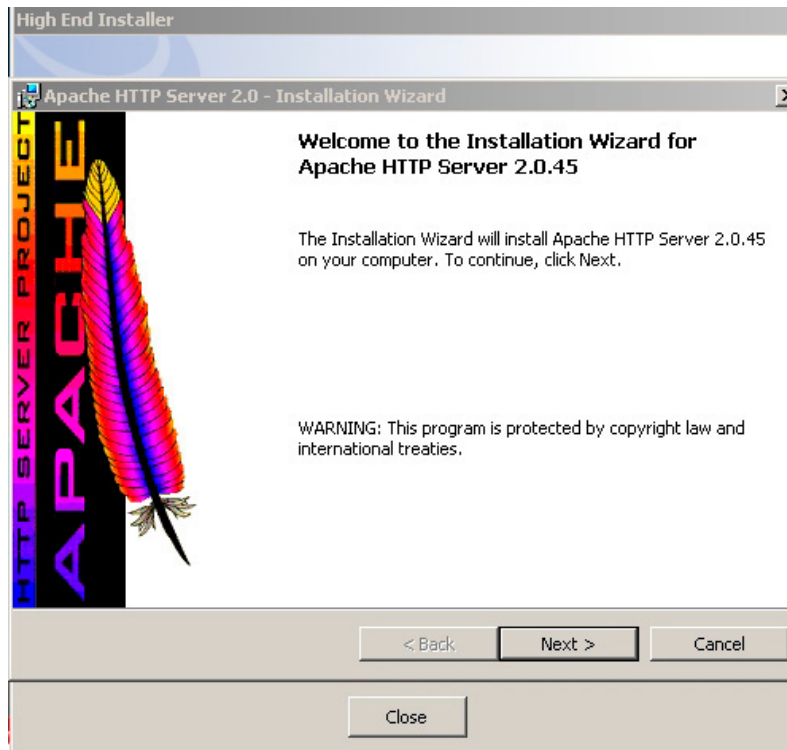 High End Installer
Apache HTTP Server 2.0 - Installation Wizard
HTTP SERVER PROJECT
APACHE
Welcome to the Installation Wizard for
Apache HTTP Server 2.0.45
The Installation Wizard will install Apache HTTP Server 2.0.45
on your computer. To continue, click Next.
WARNING: This program is protected by copyright law and
international treaties.
< Back
Next >
Cancel
Close